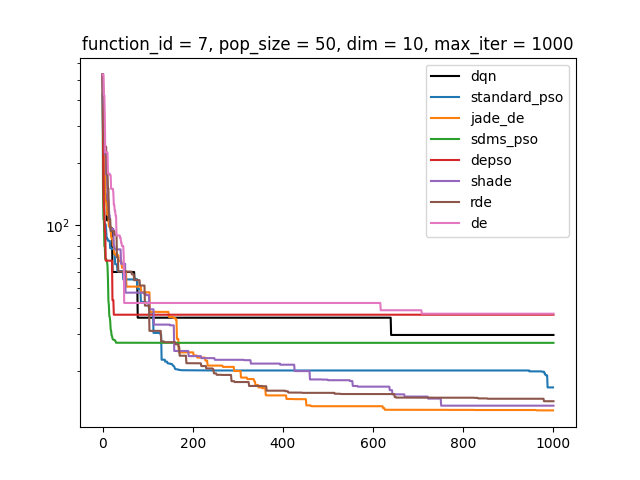 function_id = 7, pop_size = 50, dim = 10, max_iter = 1000
dqn
standard_pso
jade_de
sdms_pso
depso
shade
rde
de
10²
0 200 400 600 800 1000